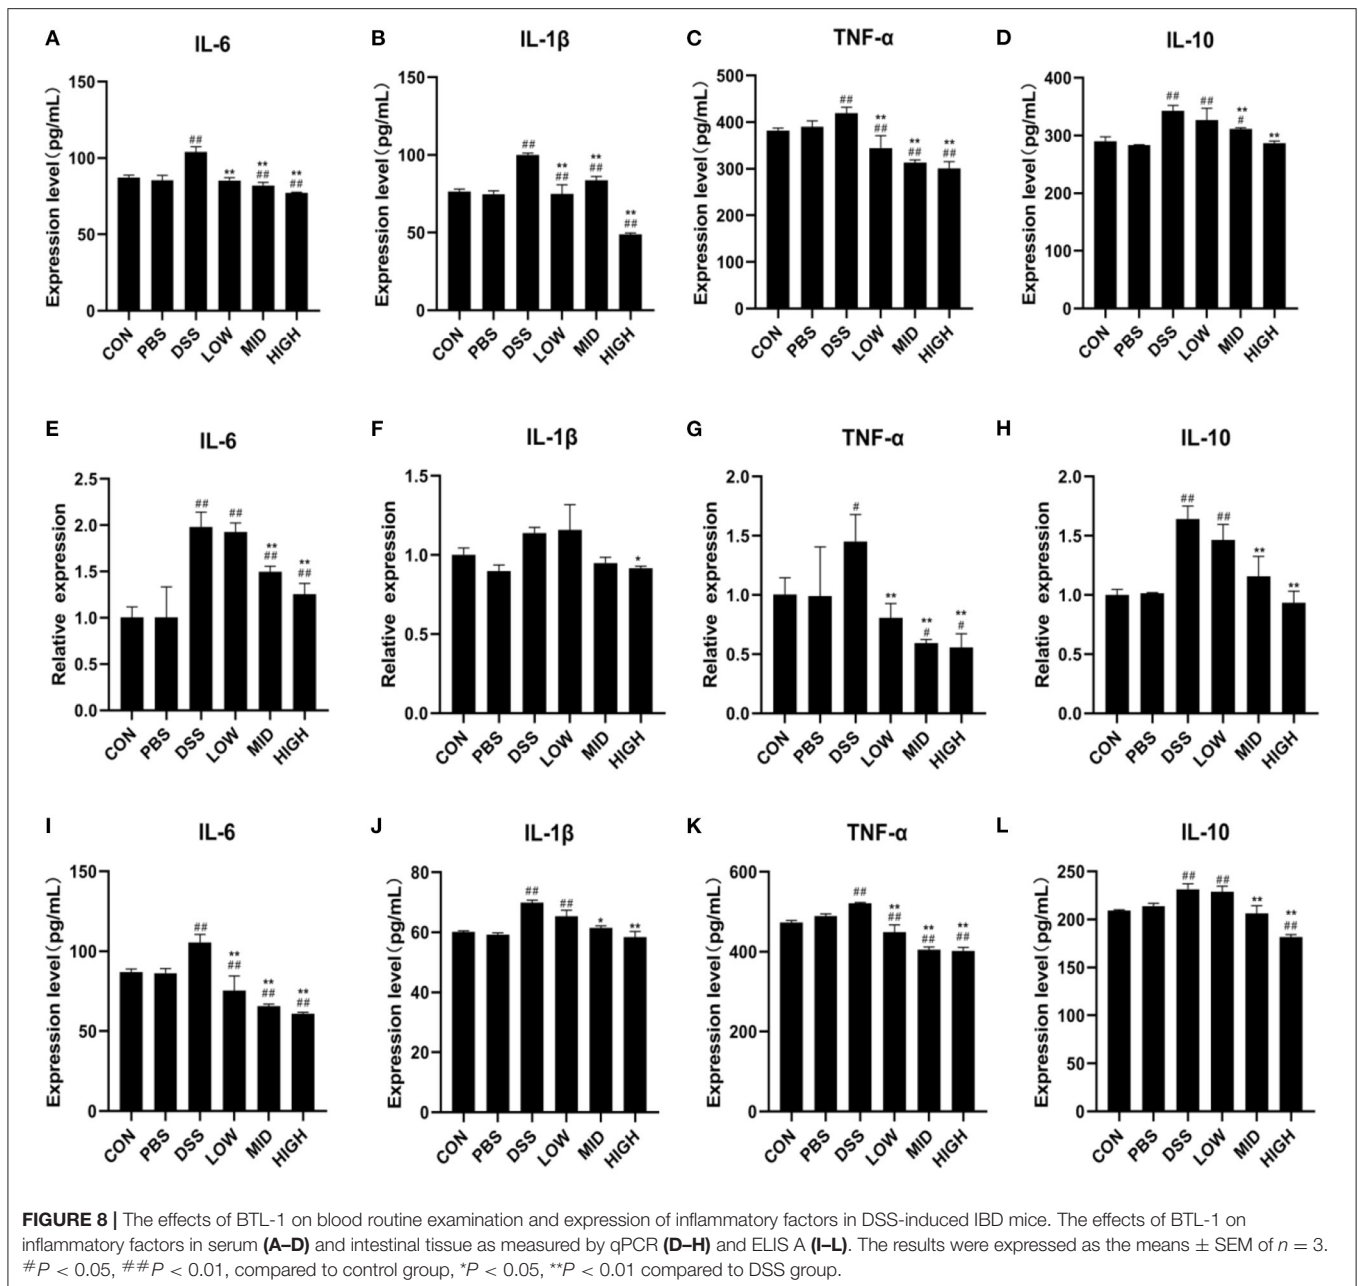 A
IL-6
Expression level(pg/mL)
150
100
50
0
##
**
**
##
**
##
CON
PBS
DSS
LOW
MID
HIGH
B
IL-1β
Expression level(pg/mL)
150
100
50
0
##
**
##
**
##
**
##
CON
PBS
DSS
LOW
MID
HIGH
C
TNF-α
Expression level(pg/mL)
500
400
300
200
100
0
##
**
##
**
##
**
##
CON
PBS
DSS
LOW
MID
HIGH
D
IL-10
Expression level(pg/mL)
400
300
200
100
0
##
##
**
#
**
CON
PBS
DSS
LOW
MID
HIGH
E
IL-6
Relative expression
2.5
2.0
1.5
1.0
0.5
0.0
##
##
**
##
**
##
CON
PBS
DSS
LOW
MID
HIGH
F
IL-1β
Relative expression
1.5
1.0
0.5
0.0
*
CON
PBS
DSS
LOW
MID
HIGH
G
TNF-α
Relative expression
2.0
1.5
1.0
0.5
0.0
#
**
**
#
**
#
CON
PBS
DSS
LOW
MID
HIGH
H
IL-10
Relative expression
2.0
1.5
1.0
0.5
0.0
##
##
**
**
CON
PBS
DSS
LOW
MID
HIGH
I
IL-6
Expression level(pg/mL)
150
100
50
0
##
**
##
**
##
**
##
CON
PBS
DSS
LOW
MID
HIGH
J
IL-1β
Expression level(pg/mL)
80
60
40
20
0
##
##
*
**
CON
PBS
DSS
LOW
MID
HIGH
K
TNF-α
Expression level(pg/mL)
600
400
200
0
##
**
##
**
##
**
##
CON
PBS
DSS
LOW
MID
HIGH
L
IL-10
Expression level(pg/mL)
250
200
150
100
50
0
##
##
**
**
##
CON
PBS
DSS
LOW
MID
HIGH
FIGURE 8 | The effects of BTL-1 on blood routine examination and expression of inflammatory factors in DSS-induced IBD mice. The effects of BTL-1 on
inflammatory factors in serum (A–D) and intestinal tissue as measured by qPCR (D–H) and ELIS A (I–L). The results were expressed as the means ± SEM of n = 3.
#P < 0.05, ##P < 0.01, compared to control group, *P < 0.05, **P < 0.01 compared to DSS group.